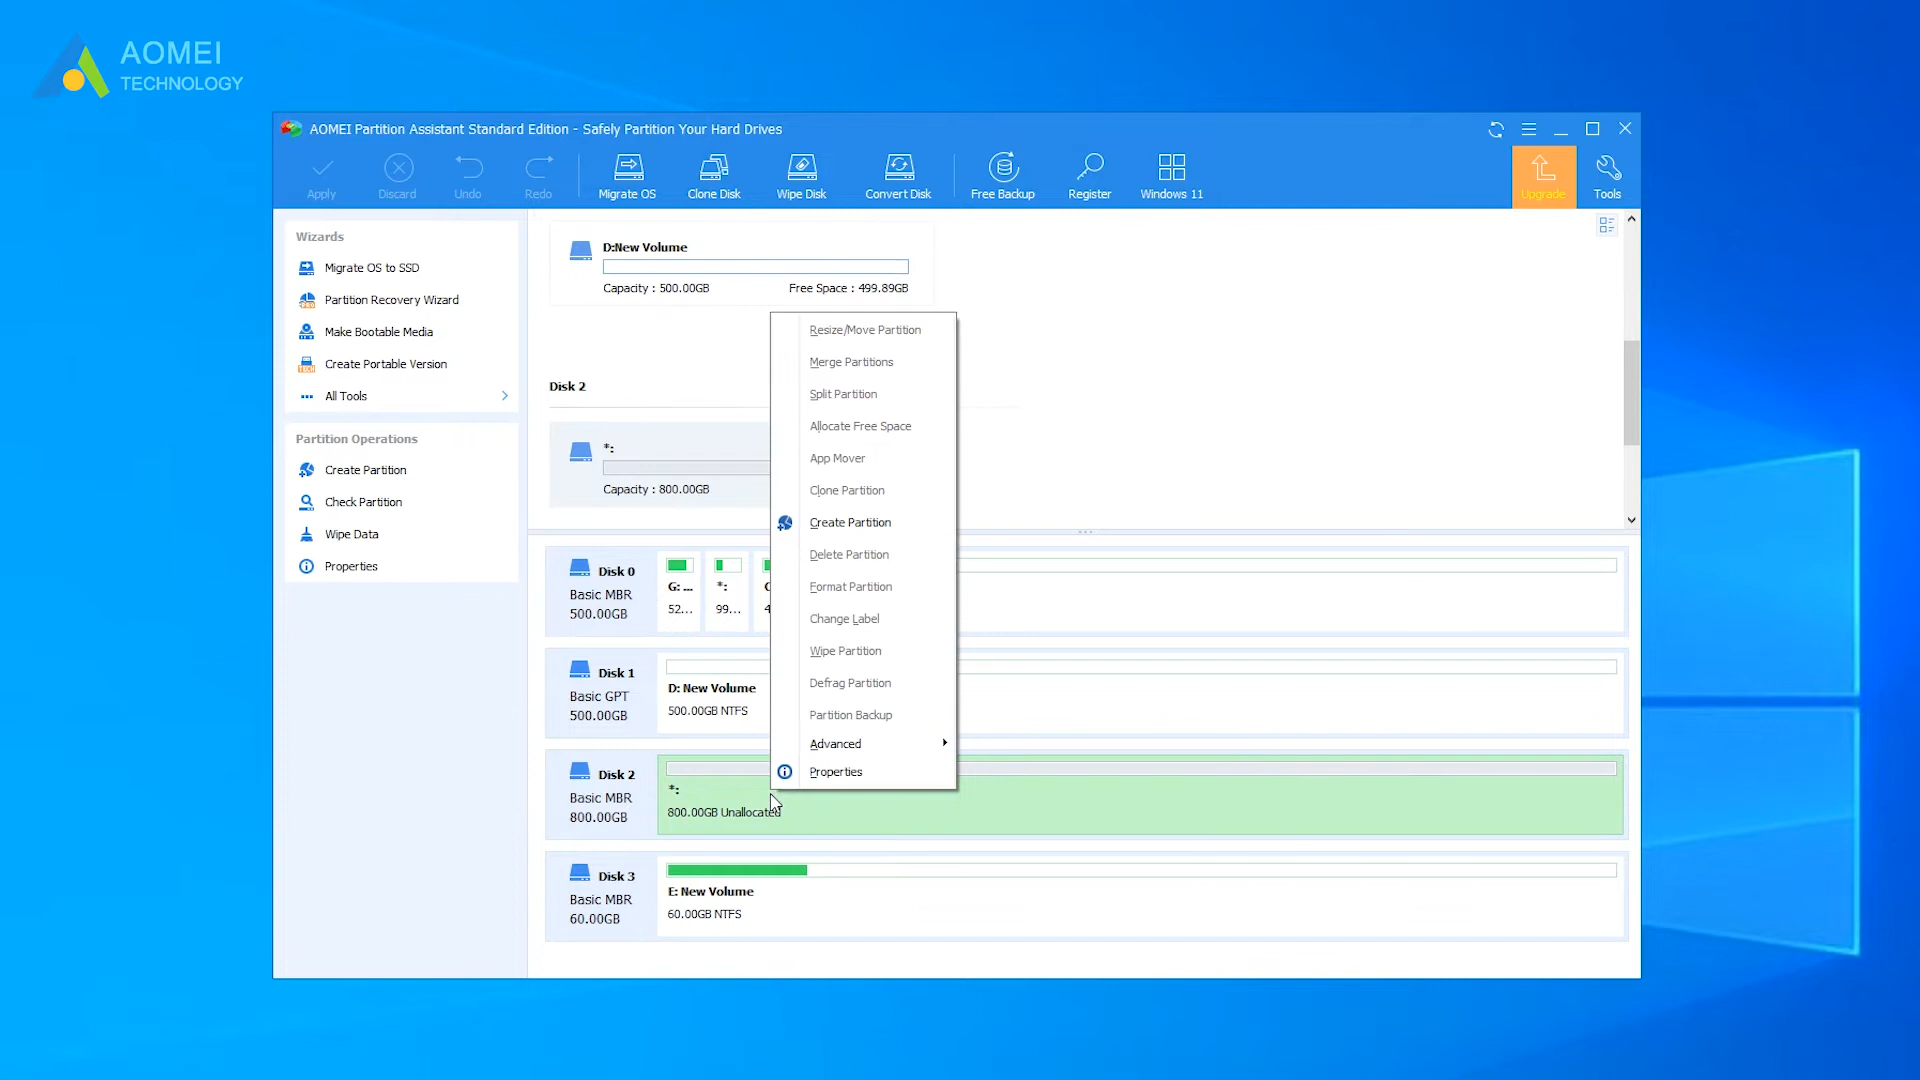 AOMEI
TECHNOLOGY
AOMEI Partition Assistant Standard Edition - Safely Partition Your Hard Drives
Apply
Discard
Undo
Redo
Migrate OS
Clone Disk
Wipe Disk
Convert Disk
Free Backup
Register
Windows 11
Upgrade
Tools
Wizards
Migrate OS to SSD
Partition Recovery Wizard
Make Bootable Media
Create Portable Version
All Tools
Partition Operations
Create Partition
Check Partition
Wipe Data
Properties
D:New Volume
Capacity : 500.00GB Free Space : 499.89GB
Disk 2
*:
Capacity : 800.00GB
Resize/Move Partition
Merge Partitions
Split Partition
Allocate Free Space
App Mover
Clone Partition
Create Partition
Delete Partition
Format Partition
Change Label
Wipe Partition
Defrag Partition
Partition Backup
Advanced
Properties
Disk 0
Basic MBR
500.00GB
G: ...
52...
*:
99...
4
Disk 1
Basic GPT
500.00GB
D: New Volume
500.00GB NTFS
Disk 2
Basic MBR
800.00GB
*:
800.00GB Unallocated
Disk 3
Basic MBR
60.00GB
E: New Volume
60.00GB NTFS